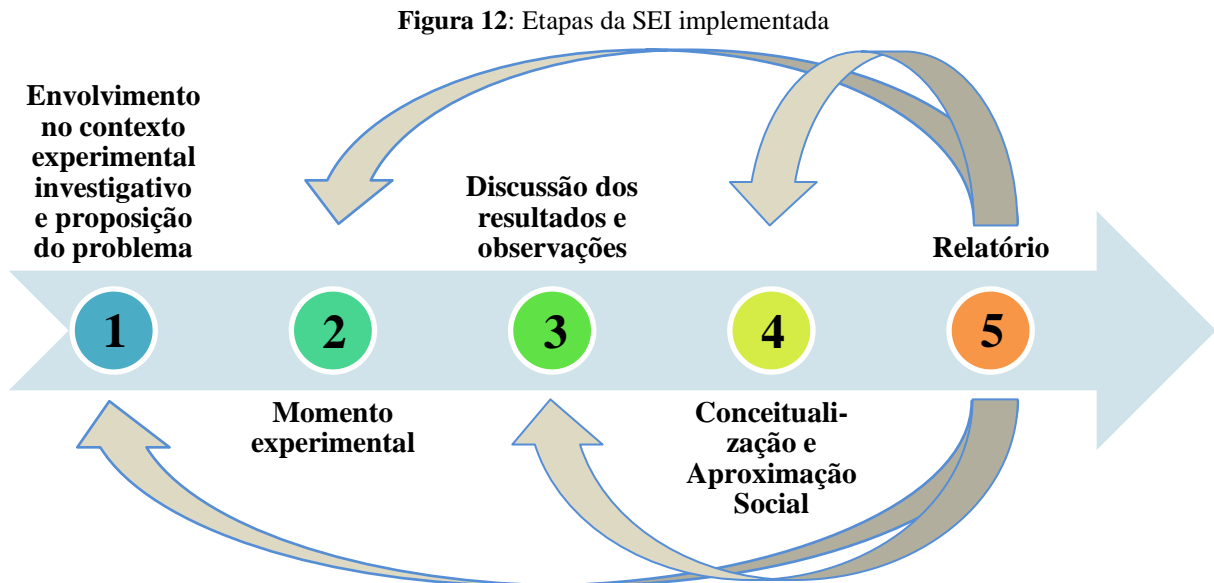 Figura 12: Etapas da SEI implementada
Envolvimento
no contexto
experimental
investigativo
e proposição
do problema
Discussão dos
resultados e
observações
Relatório
1
2
3
4
5
Momento
experimental
Conceituali-
zação e
Aproximação
Social